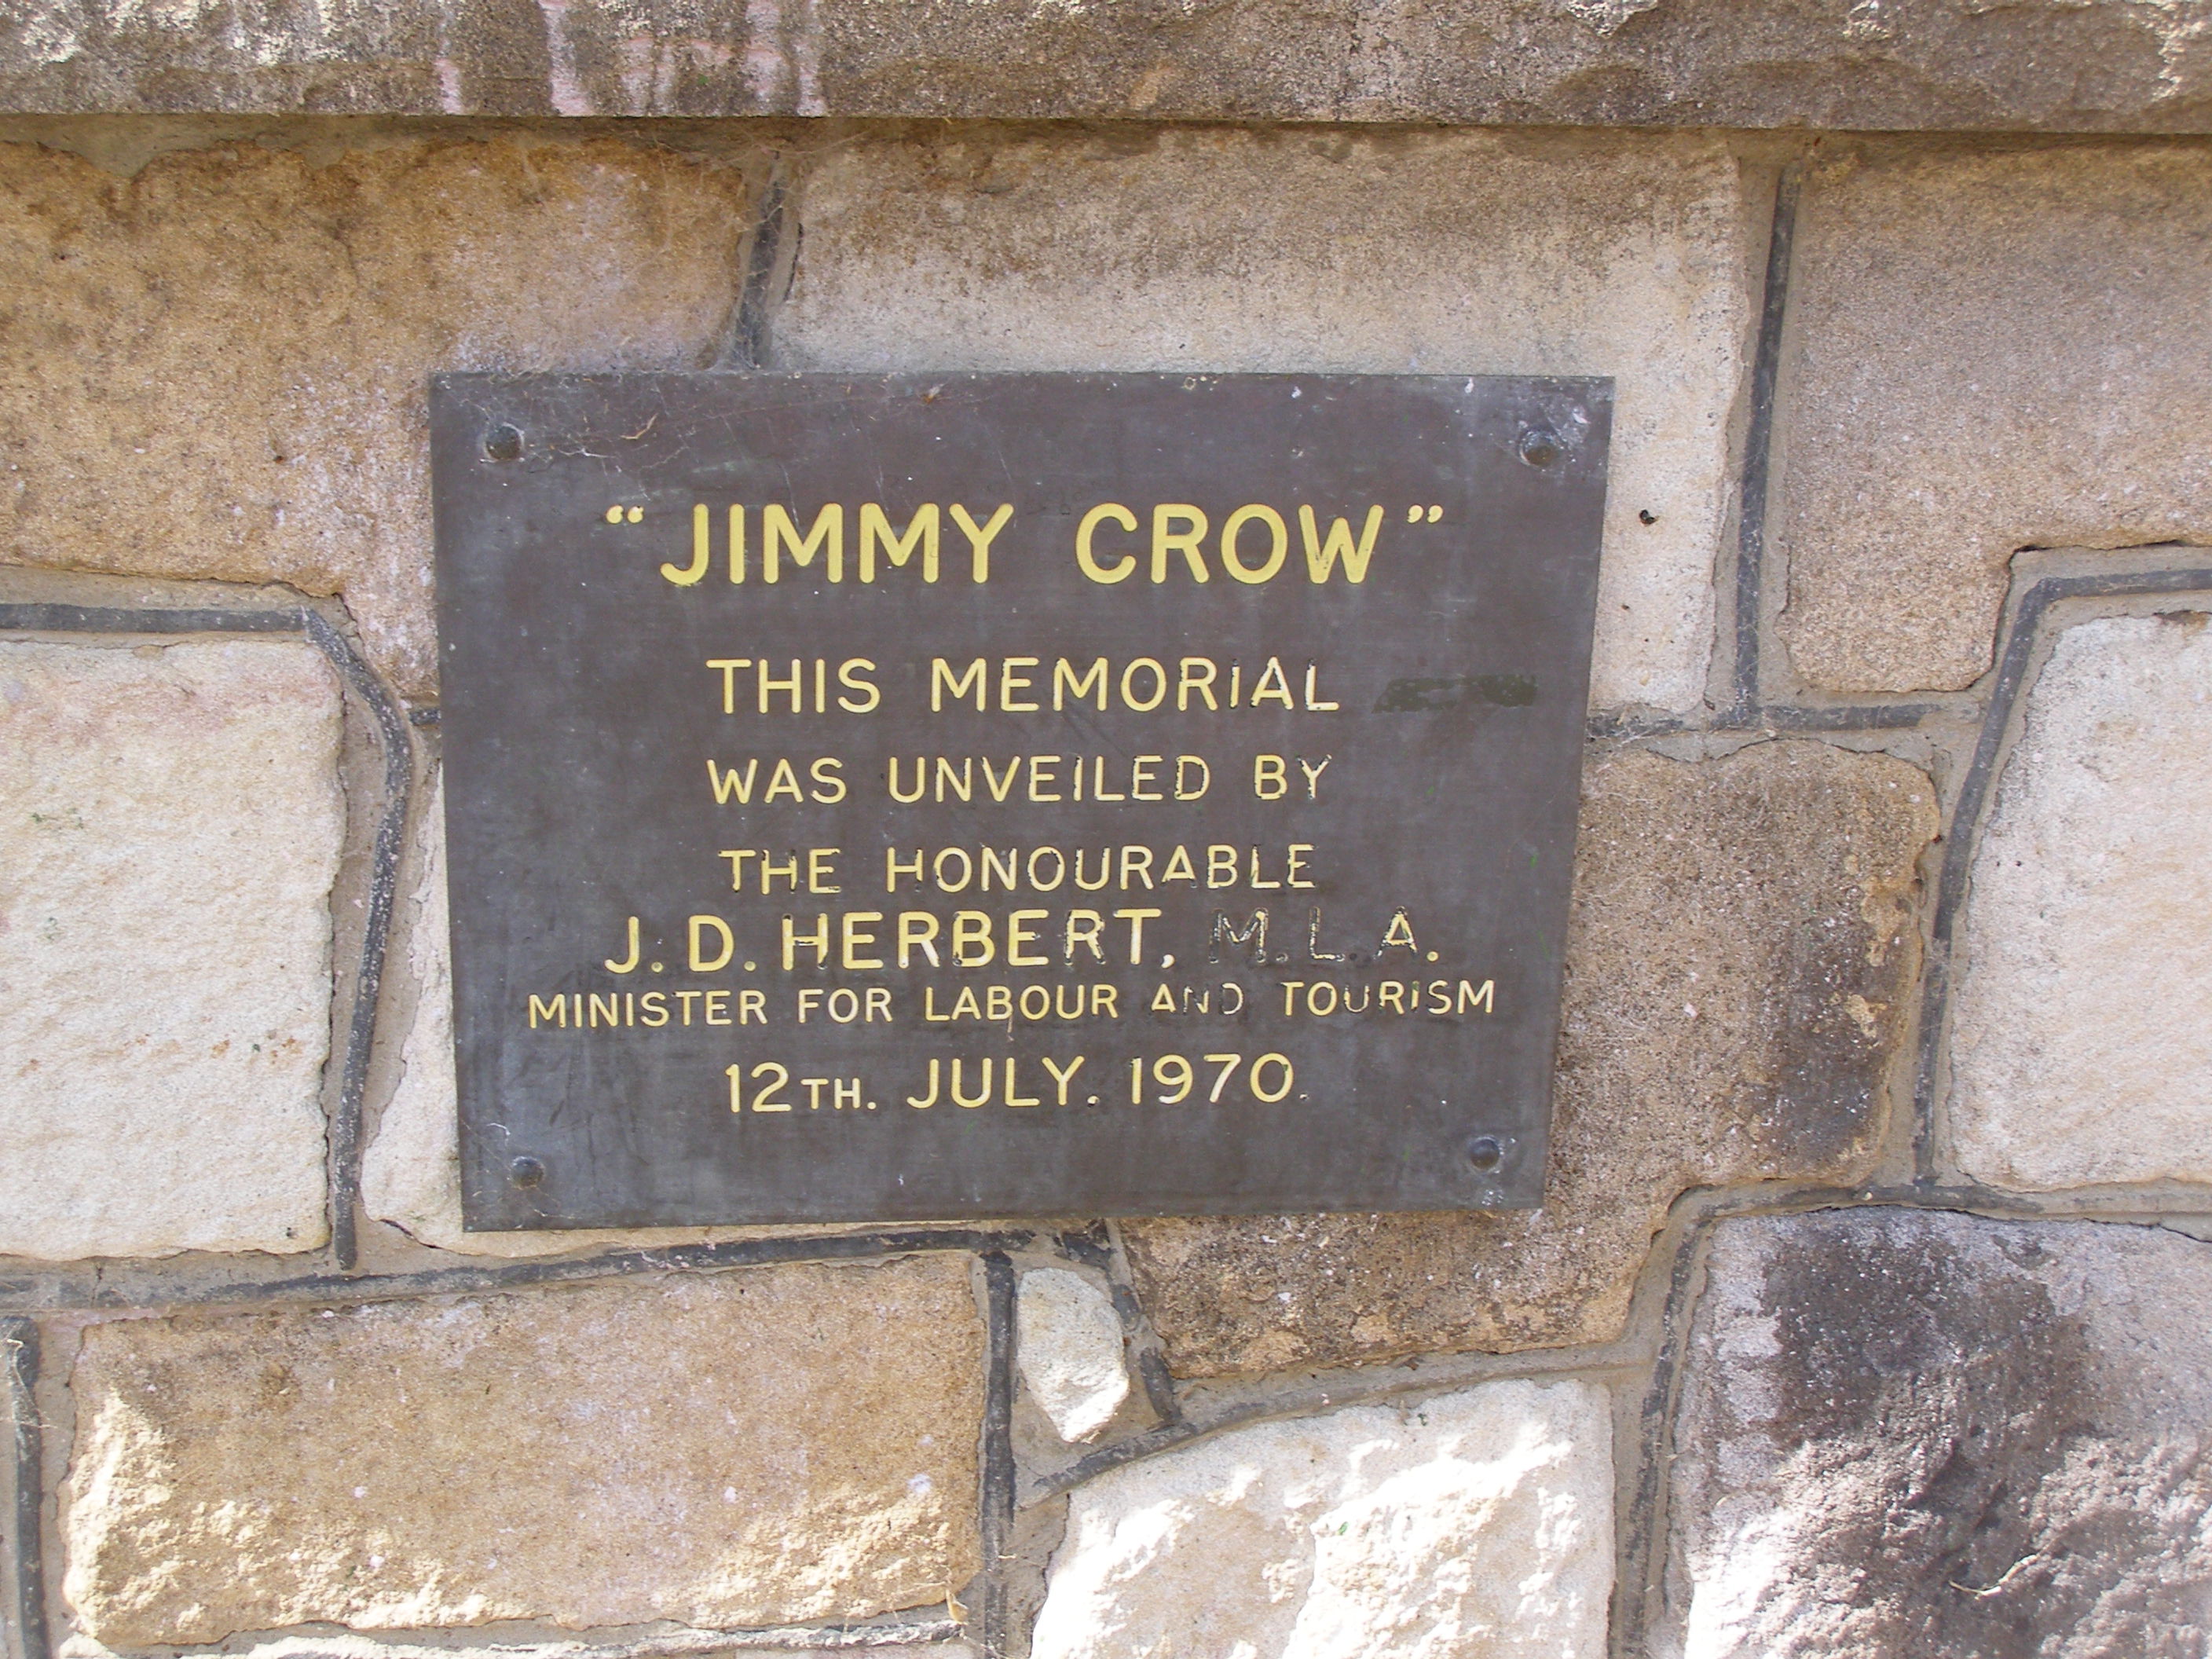 “JIMMY CROW”
THIS MEMORIAL
WAS UNVEILED BY
THE HONOURABLE
J. D. HERBERT, M. L. A.
MINISTER FOR LABOUR AND TOURISM
12TH. JULY. 1970.